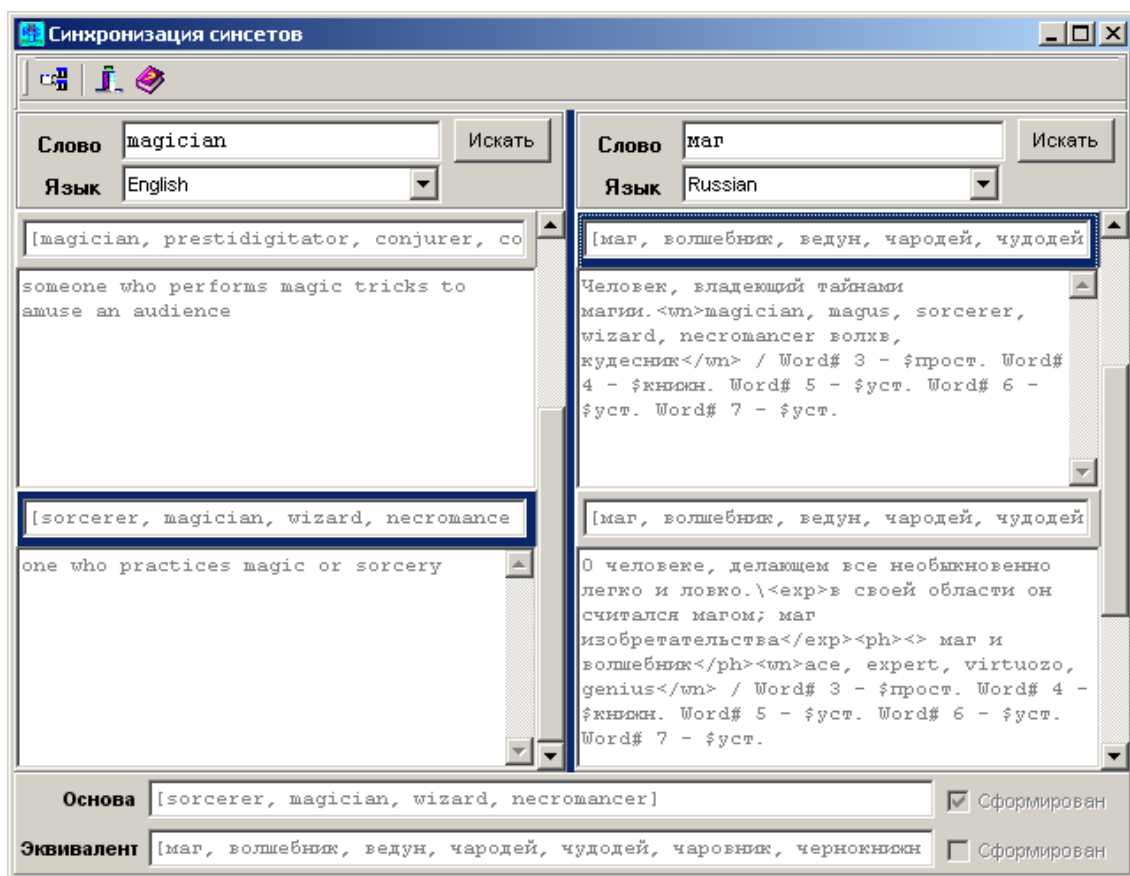 Синхронизация синсетов
Слово magician Искать
Язык English
[magician, prestidigitator, conjurer, co
someone who performs magic tricks to
amuse an audience
[sorcerer, magician, wizard, necromance
one who practices magic or sorcery
Слово маг Искать
Язык Russian
[маг, волшебник, ведун, чародей, чудодей
Человек, владеющий тайнами
магии.<wn>magician, magus, sorcerer,
wizard, necromancer волхв,
кудесник</wn> / Word# 3 - $прост. Word#
4 - $книжн. Word# 5 - $уст. Word# 6 -
$уст. Word# 7 - $уст.
[маг, волшебник, ведун, чародей, чудодей
О человеке, делающем все необыкновенно
легко и ловко.\<exp>в своей области он
считался магом; маг
изобретательства</exp><ph><> маг и
волшебник</ph><wn>ace, expert, virtuozo,
genius</wn> / Word# 3 - $прост. Word# 4 -
$книжн. Word# 5 - $уст. Word# 6 - $уст.
Word# 7 - $уст.
Основа [sorcerer, magician, wizard, necromancer] Сформирован
Эквивалент [маг, волшебник, ведун, чародей, чудодей, чаровник, чернокнижн Сформирован